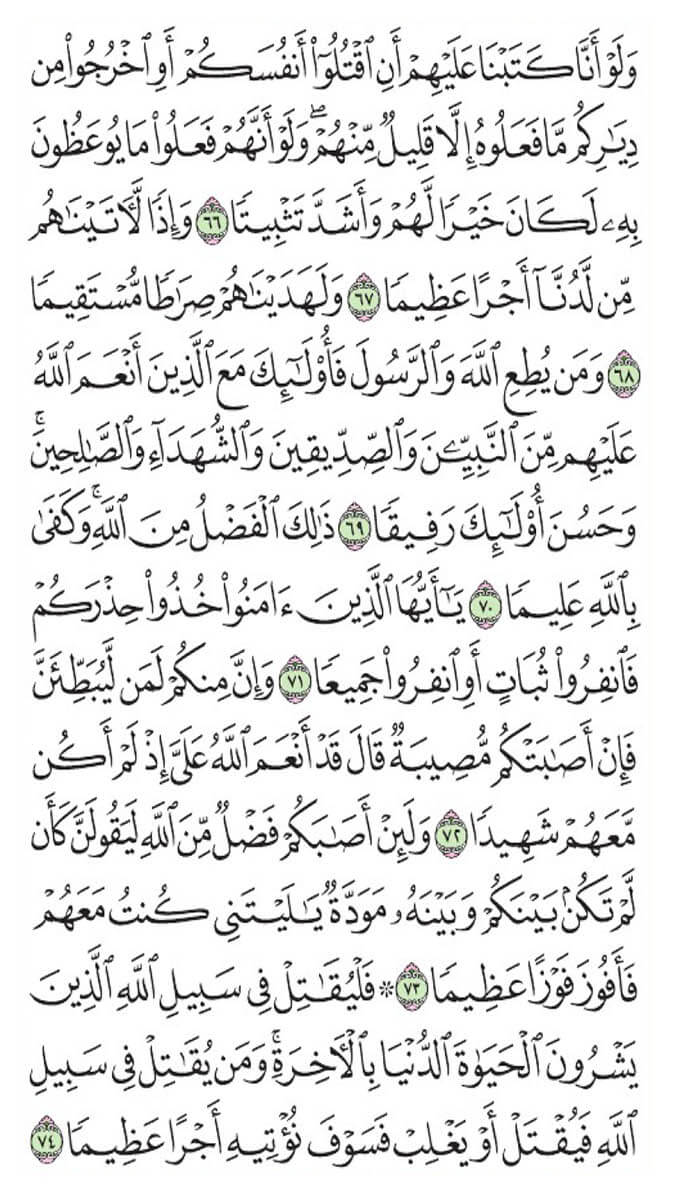 وَلَوۡ أَنَّا كَتَبۡنَا عَلَيۡهِمۡ أَنِ ٱقۡتُلُوٓاْ أَنفُسَكُمۡ أَوِ ٱخۡرُجُواْ مِن
دِيَٰرِكُم مَّا فَعَلُوهُ إِلَّا قَلِيلٞ مِّنۡهُمۡۖ وَلَوۡ أَنَّهُمۡ فَعَلُواْ مَا يُوعَظُونَ
بِهِۦ لَكَانَ خَيۡرٗا لَّهُمۡ وَأَشَدَّ تَثۡبِيتٗا ٦٦ وَإِذٗا لَّأٓتَيۡنَٰهُم
مِّن لَّدُنَّآ أَجۡرًا عَظِيمٗا ٦٧ وَلَهَدَيۡنَٰهُمۡ صِرَٰطٗا مُّسۡتَقِيمٗا
٦٨ وَمَن يُطِعِ ٱللَّهَ وَٱلرَّسُولَ فَأُوْلَٰٓئِكَ مَعَ ٱلَّذِينَ أَنۡعَمَ ٱللَّهُ
عَلَيۡهِم مِّنَ ٱلنَّبِيِّـۧنَ وَٱلصِّدِّيقِينَ وَٱلشُّهَدَآءِ وَٱلصَّٰلِحِينَۚ
وَحَسُنَ أُوْلَٰٓئِكَ رَفِيقٗا ٦٩ ذَٰلِكَ ٱلۡفَضۡلُ مِنَ ٱللَّهِۚ وَكَفَىٰ
بِٱللَّهِ عَلِيمٗا ٧٠ يَٰٓأَيُّهَا ٱلَّذِينَ ءَامَنُواْ خُذُواْ حِذۡرَكُمۡ
فَٱنفِرُواْ ثُبَاتٍ أَوِ ٱنفِرُواْ جَمِيعٗا ٧١ وَإِنَّ مِنكُمۡ لَمَن لَّيُبَطِّئَنَّ
فَإِنۡ أَصَٰبَتۡكُم مُّصِيبَةٞ قَالَ قَدۡ أَنۡعَمَ ٱللَّهُ عَلَيَّ إِذۡ لَمۡ أَكُن
مَّعَهُمۡ شَهِيدٗا ٧٢ وَلَئِنۡ أَصَٰبَكُمۡ فَضۡلٞ مِّنَ ٱللَّهِ لَيَقُولَنَّ كَأَن
لَّمۡ تَكُنۢ بَيۡنَكُمۡ وَبَيۡنَهُۥ مَوَدَّةٞ يَٰلَيۡتَنِي كُنتُ مَعَهُمۡ
فَأَفُوزَ فَوۡزًا عَظِيمٗا ٧٣ ۞ فَلۡيُقَٰتِلۡ فِي سَبِيلِ ٱللَّهِ ٱلَّذِينَ
يَشۡرُونَ ٱلۡحَيَوٰةَ ٱلدُّنۡيَا بِٱلۡأٓخِرَةِۚ وَمَن يُقَٰتِلۡ فِي سَبِيلِ
ٱللَّهِ فَيُقۡتَلۡ أَوۡ يَغۡلِبۡ فَسَوۡفَ نُؤۡتِيهِ أَجۡرًا عَظِيمٗا ٧٤